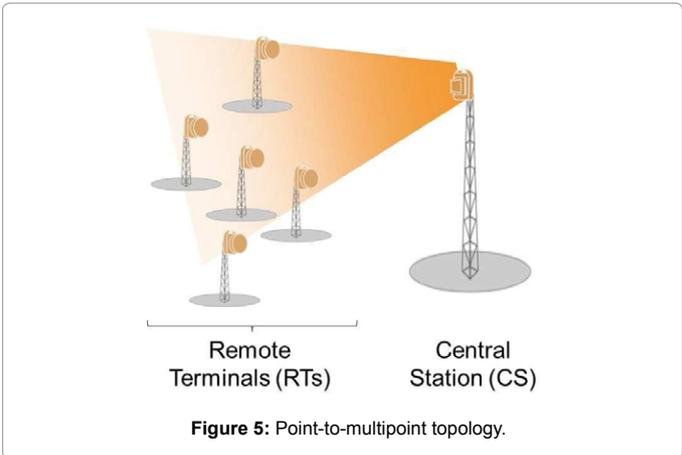 Remote
Terminals (RTs)
Central
Station (CS)
Figure 5: Point-to-multipoint topology.